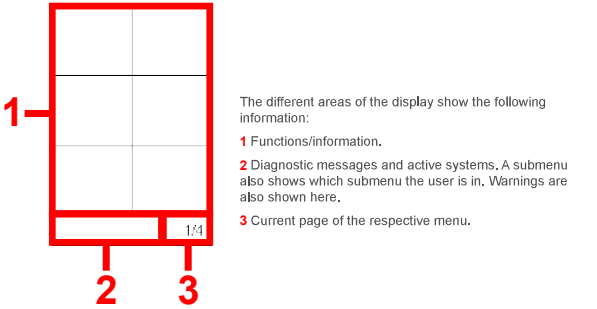 1
1/4
2
3
The different areas of the display show the following
information:
1 Functions/information.
2 Diagnostic messages and active systems. A submenu
also shows which submenu the user is in. Warnings are
also shown here.
3 Current page of the respective menu.